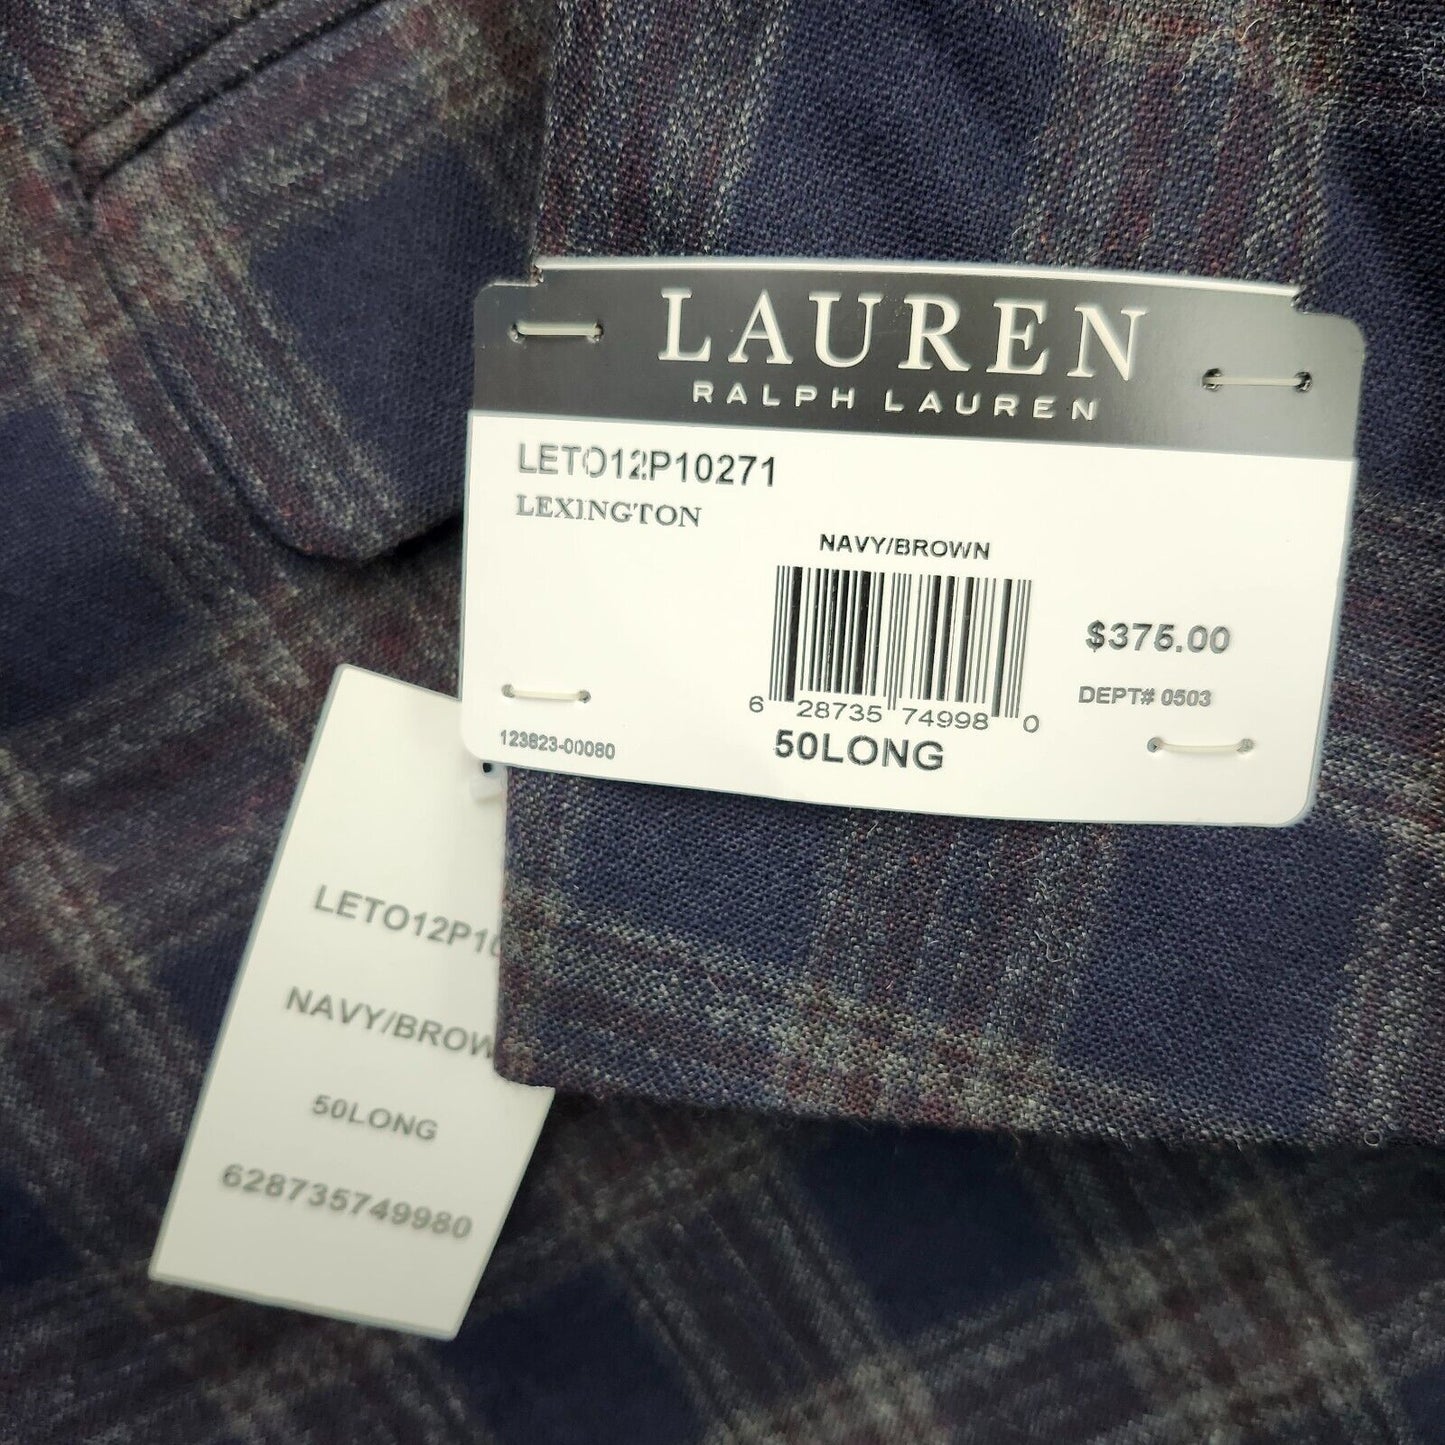 LAUREN
RALPH LAUREN
LETO12P10271
LEXINGTON
NAVY/BROWN
$375.00
DEPT# 0503
6 28735 74998 0
50LONG
123623-00080
LETO12P10
NAVY/BROWN
50LONG
628735749980